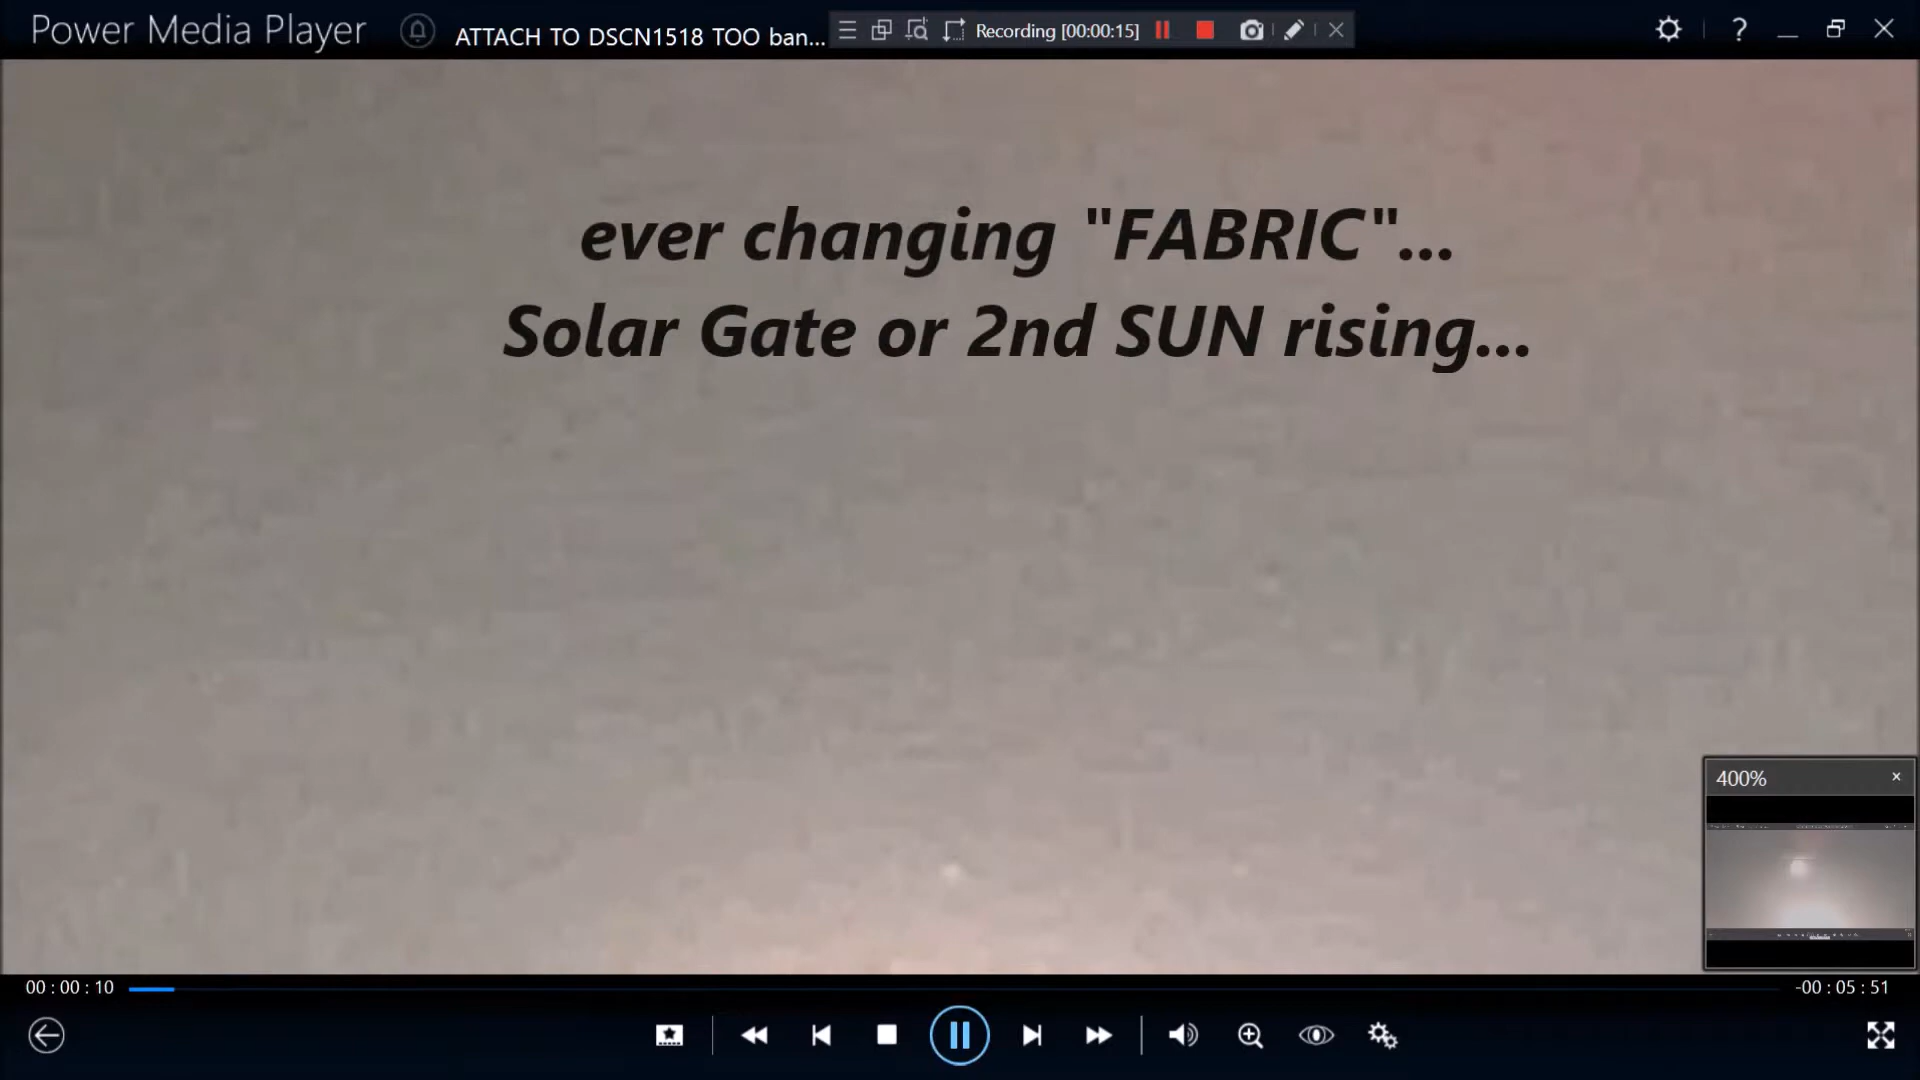 Power Media Player
ATTACH TO DSCN1518 TOO ban...
Recording [00:00:15]
?
ever changing "FABRIC"...
Solar Gate or 2nd SUN rising...
400%
00 : 00 : 10
-00 : 05 : 51